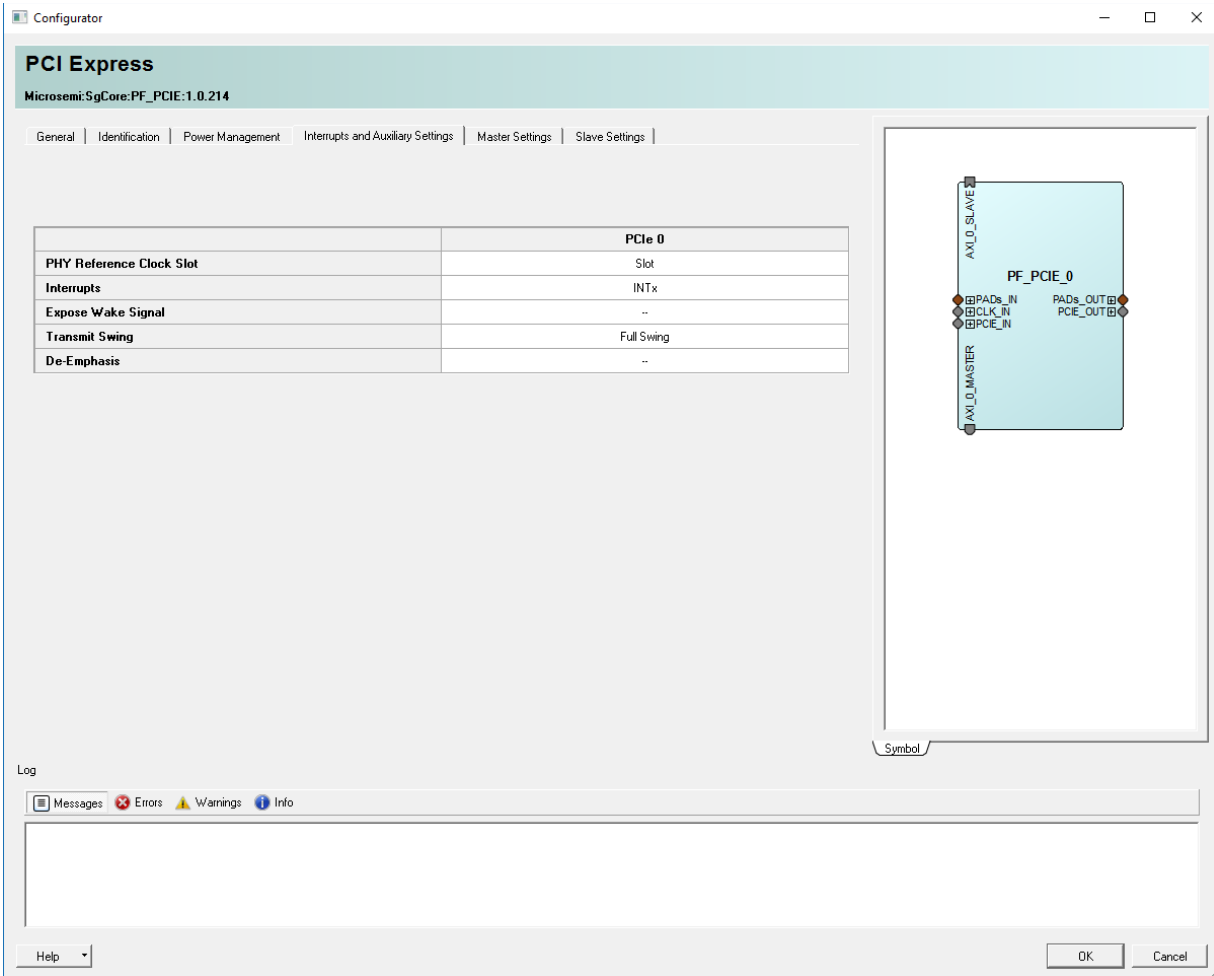 Configurator
PCI Express
Microsemi:SgCore:PF_PCIE:1.0.214
General Identification Power Management Interrupts and Auxiliary Settings Master Settings Slave Settings
PCIe 0
PHY Reference Clock Slot Slot
Interrupts INTx
Expose Wake Signal --
Transmit Swing Full Swing
De-Emphasis --
AXI_0_SLAVE
PF_PCIE_0
PADs_IN PADs_OUT
CLK_IN PCIE_OUT
PCIE_IN
AXI_0_MASTER
Symbol
Log
Messages Errors Warnings Info
Help OK Cancel